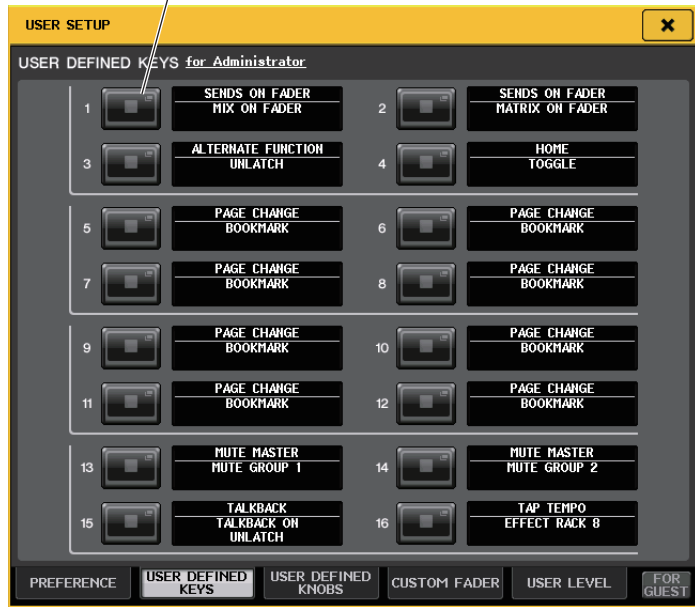 USER SETUP
USER DEFINED KEYS for Administrator
1 SENDS ON FADER
MIX ON FADER
2 SENDS ON FADER
MATRIX ON FADER
3 ALTERNATE FUNCTION
UNLATCH
4 HOME
TOGGLE
5 PAGE CHANGE
BOOKMARK
6 PAGE CHANGE
BOOKMARK
7 PAGE CHANGE
BOOKMARK
8 PAGE CHANGE
BOOKMARK
9 PAGE CHANGE
BOOKMARK
10 PAGE CHANGE
BOOKMARK
11 PAGE CHANGE
BOOKMARK
12 PAGE CHANGE
BOOKMARK
13 MUTE MASTER
MUTE GROUP 1
14 MUTE MASTER
MUTE GROUP 2
15 TALKBACK
TALKBACK ON
UNLATCH
16 TAP TEMPO
EFFECT RACK 8
PREFERENCE
USER DEFINED
KEYS
USER DEFINED
KNOBS
CUSTOM FADER
USER LEVEL
FOR
GUEST